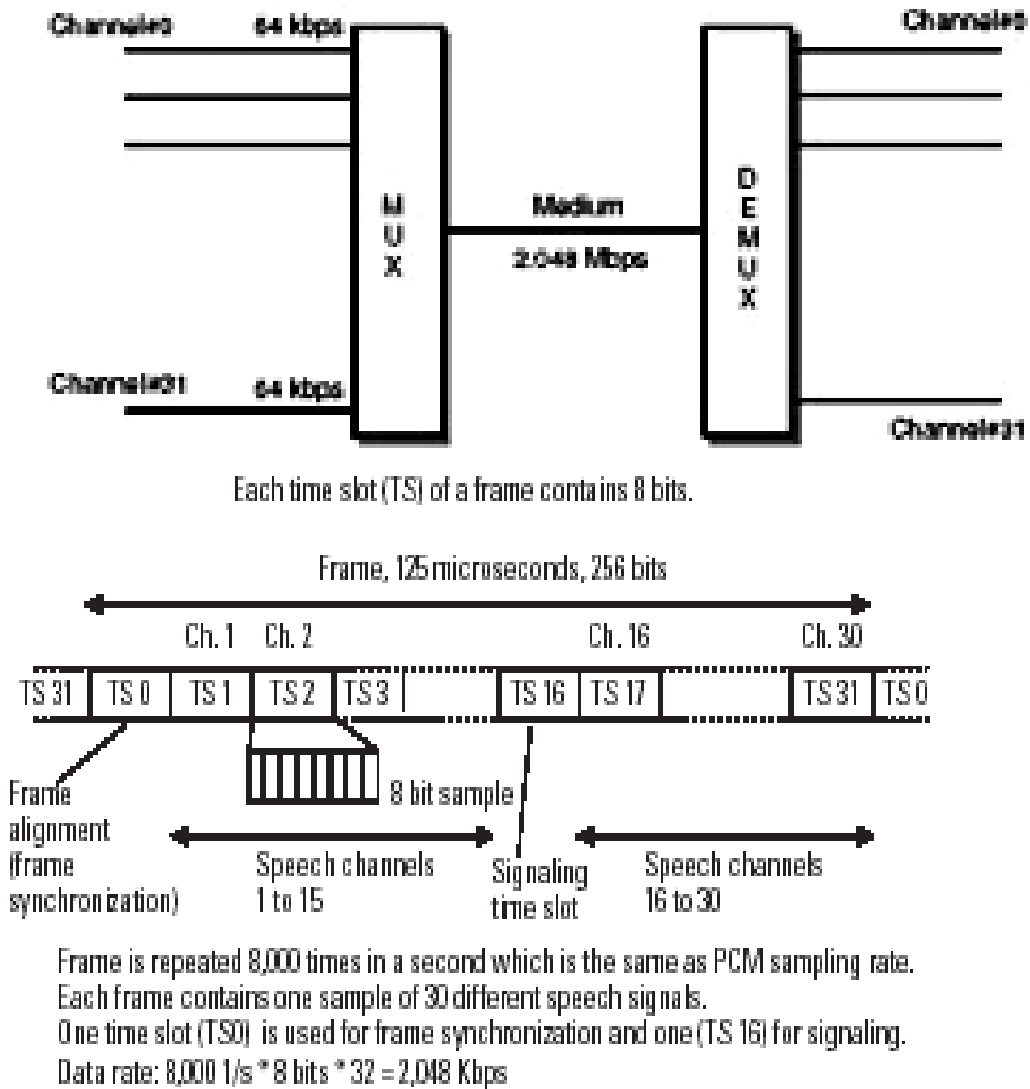 Channel#0 64 kbps Channel#0
MUX
Medium
2.048 Mbps
DEMUX
Channel#31 64 kbps
Channel#31
Each time slot (TS) of a frame contains 8 bits.
Frame, 125 microseconds, 256 bits
Ch. 1 Ch. 2 Ch. 16 Ch. 30
TS 31 TS 0 TS 1 TS 2 TS 3 TS 16 TS 17 TS 31 TS 0
8 bit sample
Frame
alignment
(frame
synchronization)
Speech channels
1 to 15
Signaling
time slot
Speech channels
16 to 30
Frame is repeated 8,000 times in a second which is the same as PCM sampling rate.
Each frame contains one sample of 30 different speech signals.
One time slot (TS0) is used for frame synchronization and one (TS 16) for signaling.
Data rate: 8,000 1/s * 8 bits * 32 = 2,048 Kbps